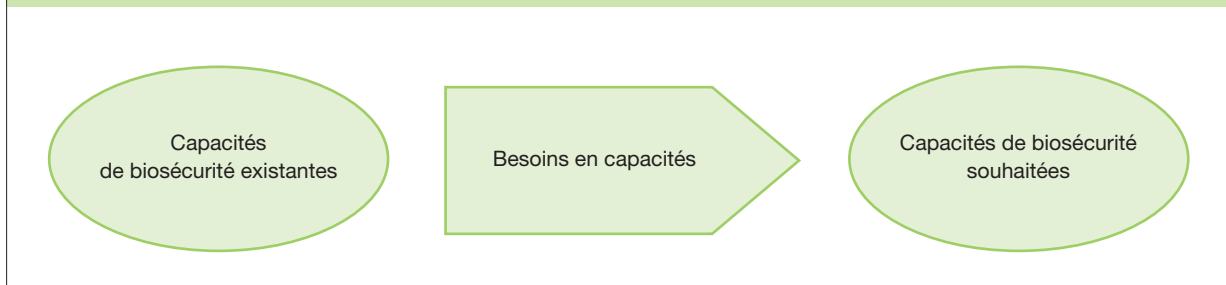 Capacités
de biosécurité existantes
Besoins en capacités
Capacités de biosécurité
souhaitées